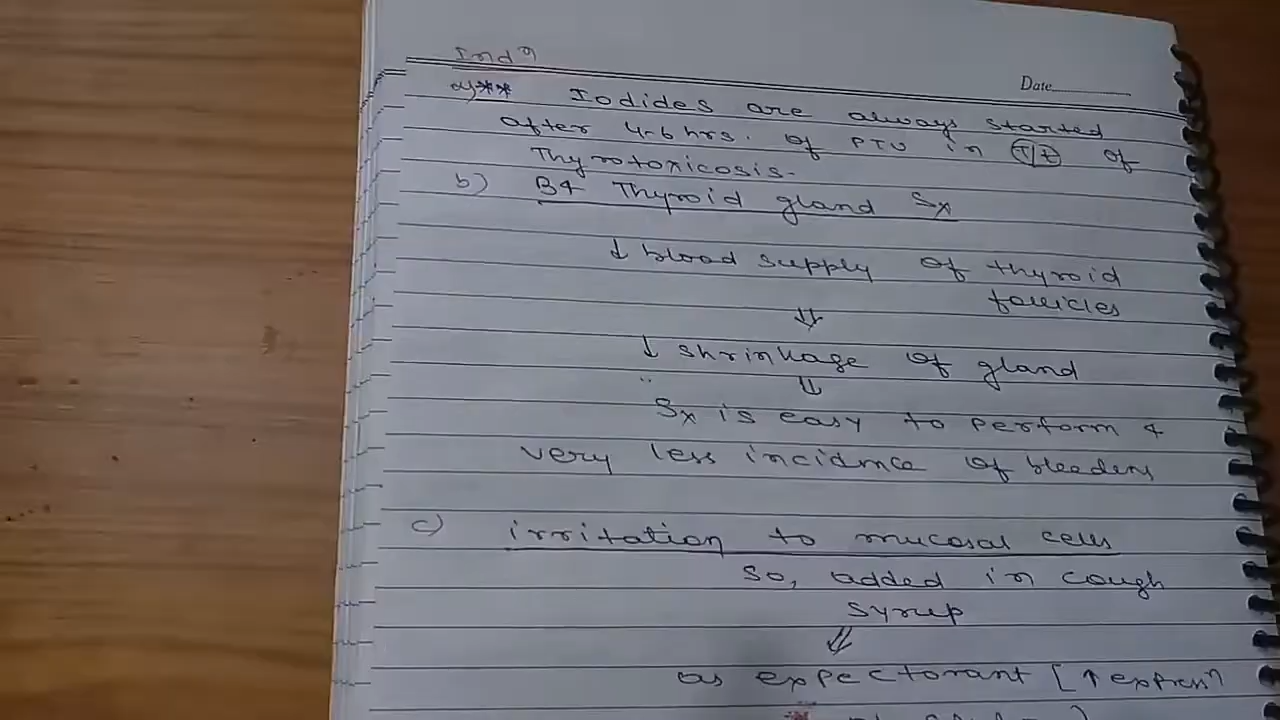 Indⁿ
Date
a)** Iodides are always started
after 4-6 hrs. of PTU in T/t of
Thyrotoxicosis.
b) B4 Thyroid gland Sx
↓ blood supply of thyroid
follicles
⇓
↓ shrinkage of gland
⇓
Sx is easy to perform &
very less incidence of bleeders
c) irritation to mucosal cells
so, added in cough
syrup
⇓
as expectorant [↑